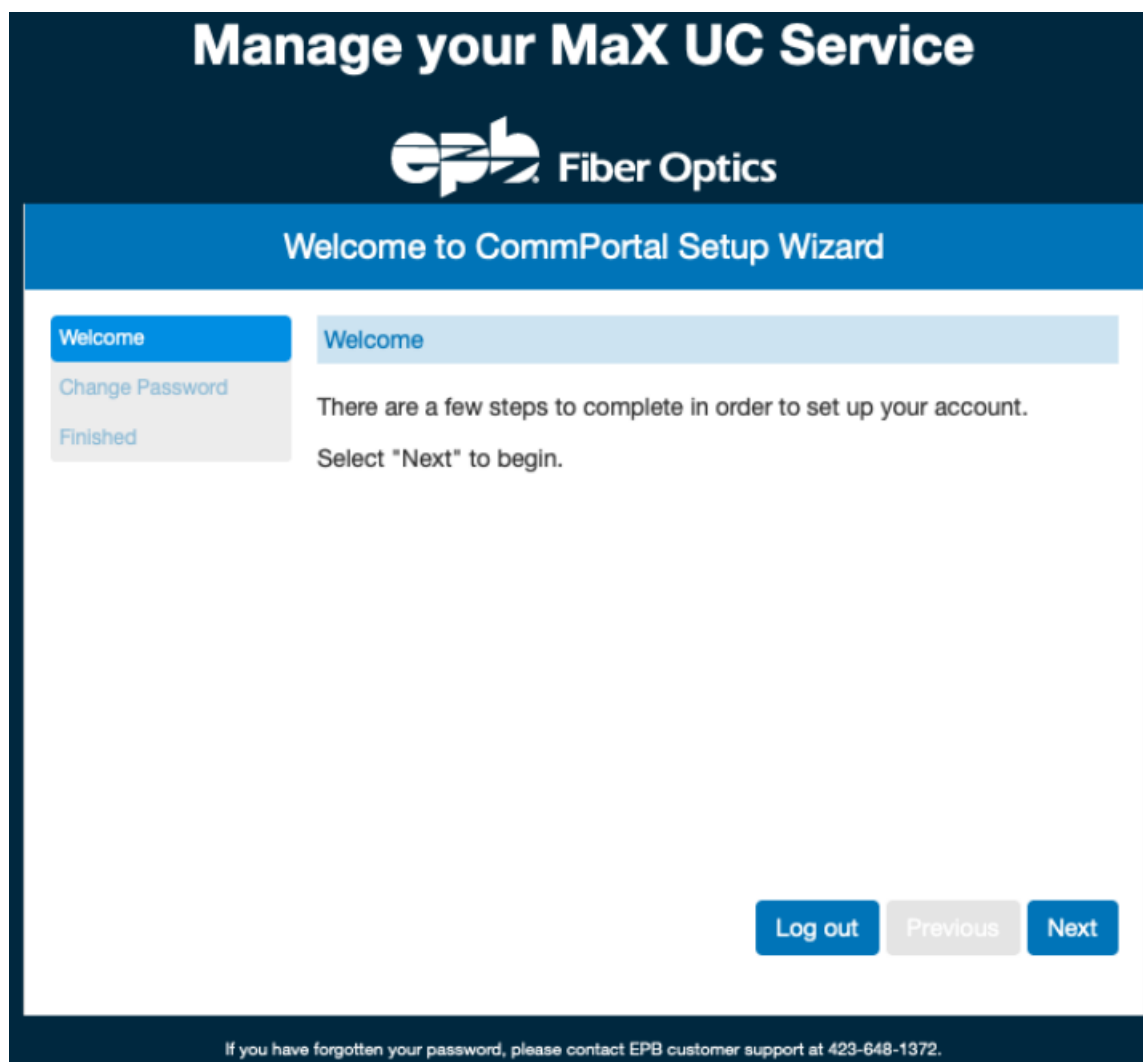 Manage your MaX UC Service
epb Fiber Optics
Welcome to CommPortal Setup Wizard
Welcome
Change Password
Finished
Welcome
There are a few steps to complete in order to set up your account.
Select "Next" to begin.
Log out
Previous
Next
If you have forgotten your password, please contact EPB customer support at 423-648-1372.